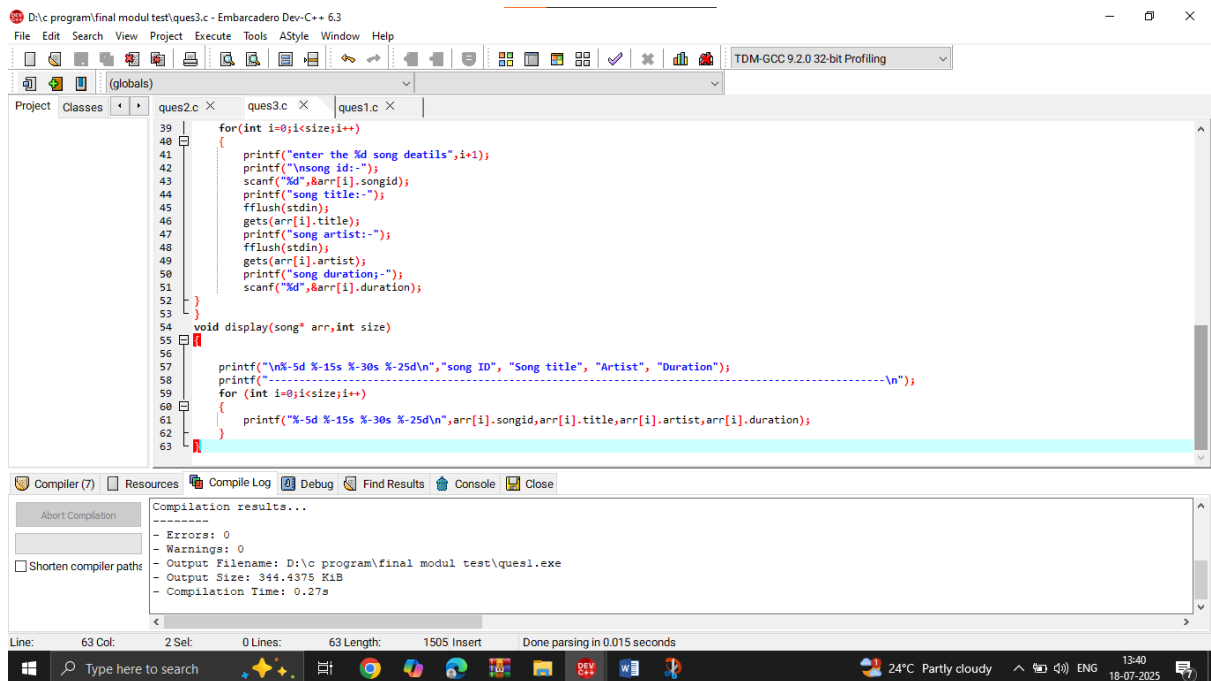 D:\c program\final modul test\ques3.c - Embarcadero Dev-C++ 6.3
File Edit Search View Project Execute Tools AStyle Window Help
TDM-GCC 9.2.0 32-bit Profiling
(globals)
Project Classes ques2.c ques3.c ques1.c
39 for(int i=0;i<size;i++)
40 {
41 printf("enter the %d song deatils",i+1);
42 printf("\nsong id:-");
43 scanf("%d",&arr[i].songid);
44 printf("song title:-");
45 fflush(stdin);
46 gets(arr[i].title);
47 printf("song artist:-");
48 fflush(stdin);
49 gets(arr[i].artist);
50 printf("song duration;-");
51 scanf("%d",&arr[i].duration);
52 }
53 }
54 void display(song* arr,int size)
55 {
56
57 printf("\n%-5d %-15s %-30s %-25d\n","song ID", "Song title", "Artist", "Duration");
58 printf("-----------------------------------------------------------------------------------------------------\n");
59 for (int i=0;i<size;i++)
60 {
61 printf("%-5d %-15s %-30s %-25d\n",arr[i].songid,arr[i].title,arr[i].artist,arr[i].duration);
62 }
63 }
Compiler (7) Resources Compile Log Debug Find Results Console Close
Abort Compilation
Shorten compiler paths
Compilation results...
--------
- Errors: 0
- Warnings: 0
- Output Filename: D:\c program\final modul test\ques1.exe
- Output Size: 344.4375 KiB
- Compilation Time: 0.27s
Line: 63 Col: 2 Sel: 0 Lines: 63 Length: 1505 Insert Done parsing in 0.015 seconds
Type here to search
24°C Partly cloudy ENG 13:40
18-07-2025 7